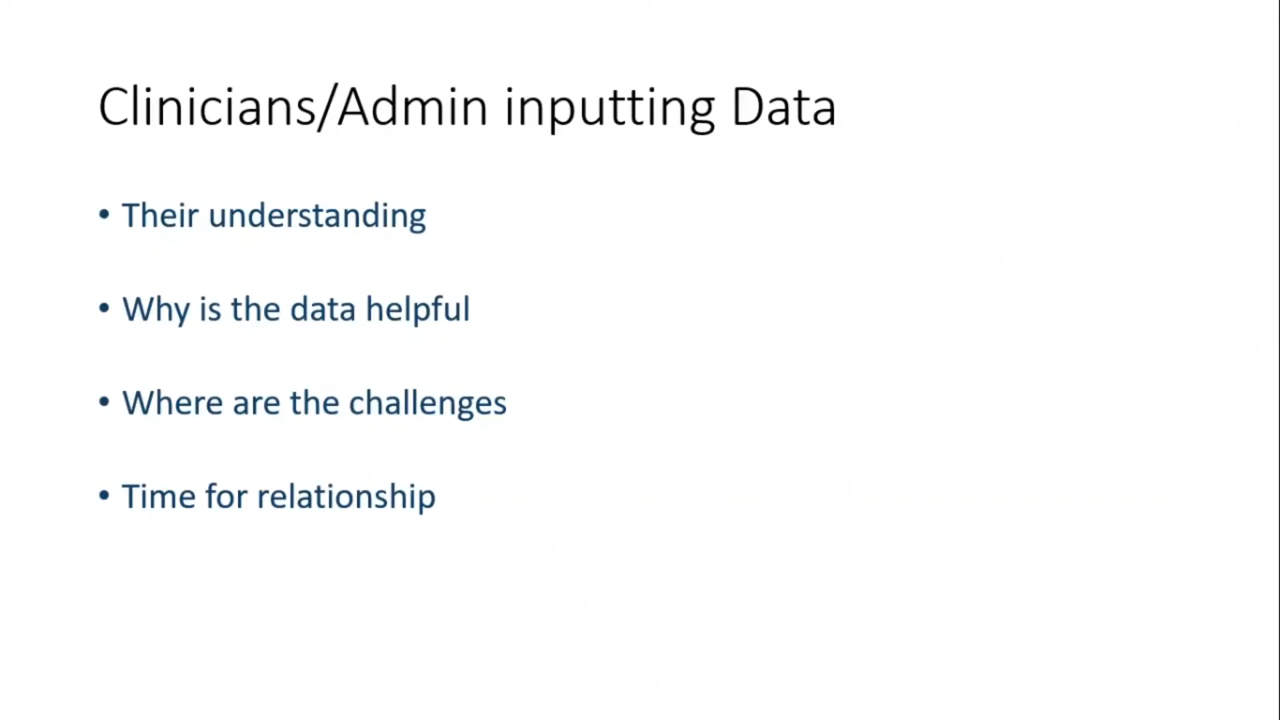 Clinicians/Admin inputting Data
• Their understanding
• Why is the data helpful
• Where are the challenges
• Time for relationship